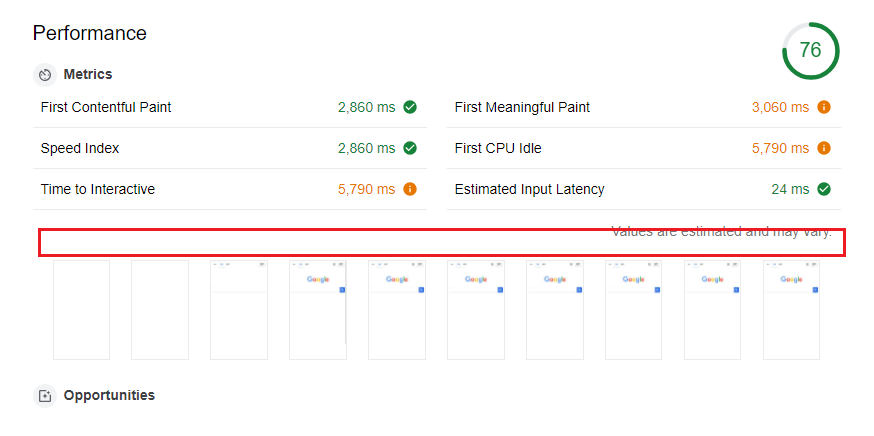 Performance
76
Metrics
First Contentful Paint 2,860 ms
First Meaningful Paint 3,060 ms
Speed Index 2,860 ms
First CPU Idle 5,790 ms
Time to Interactive 5,790 ms
Estimated Input Latency 24 ms
Values are estimated and may vary.
Google Google Google Google Google Google Google
Opportunities